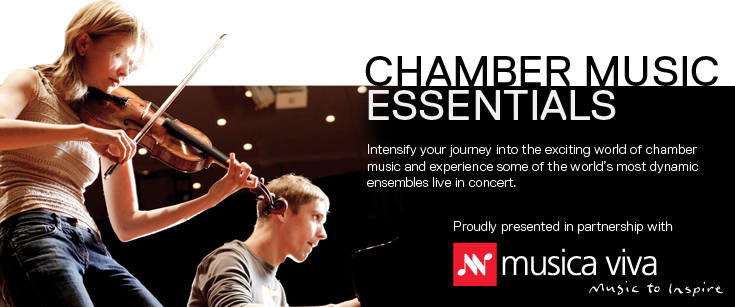 CHAMBER MUSIC
ESSENTIALS
Intensify your journey into the exciting world of chamber
music and experience some of the world's most dynamic
ensembles live in concert.
Proudly presented in partnership with
musica viva
Music to Inspire